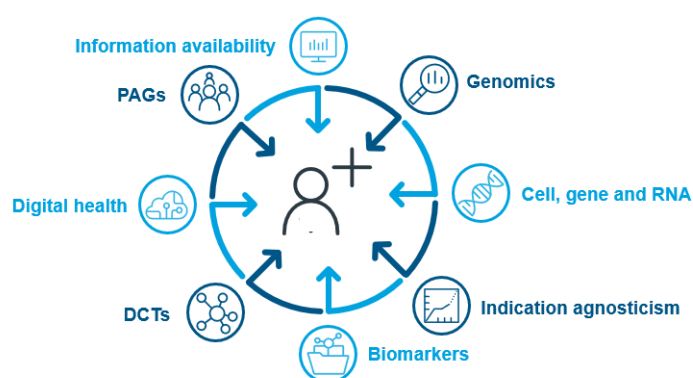 Information availability
PAGs
Genomics
Digital health
Cell, gene and RNA
DCTs
Indication agnosticism
Biomarkers